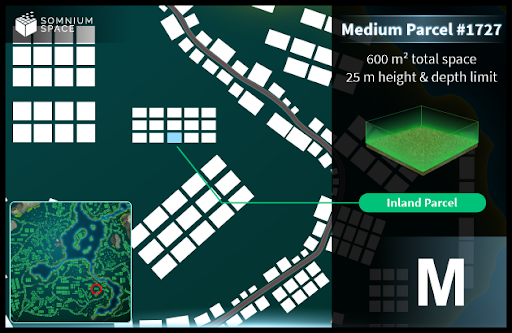 SOMNIUM
SPACE
Medium Parcel #1727
600 m² total space
25 m height & depth limit
Inland Parcel
M